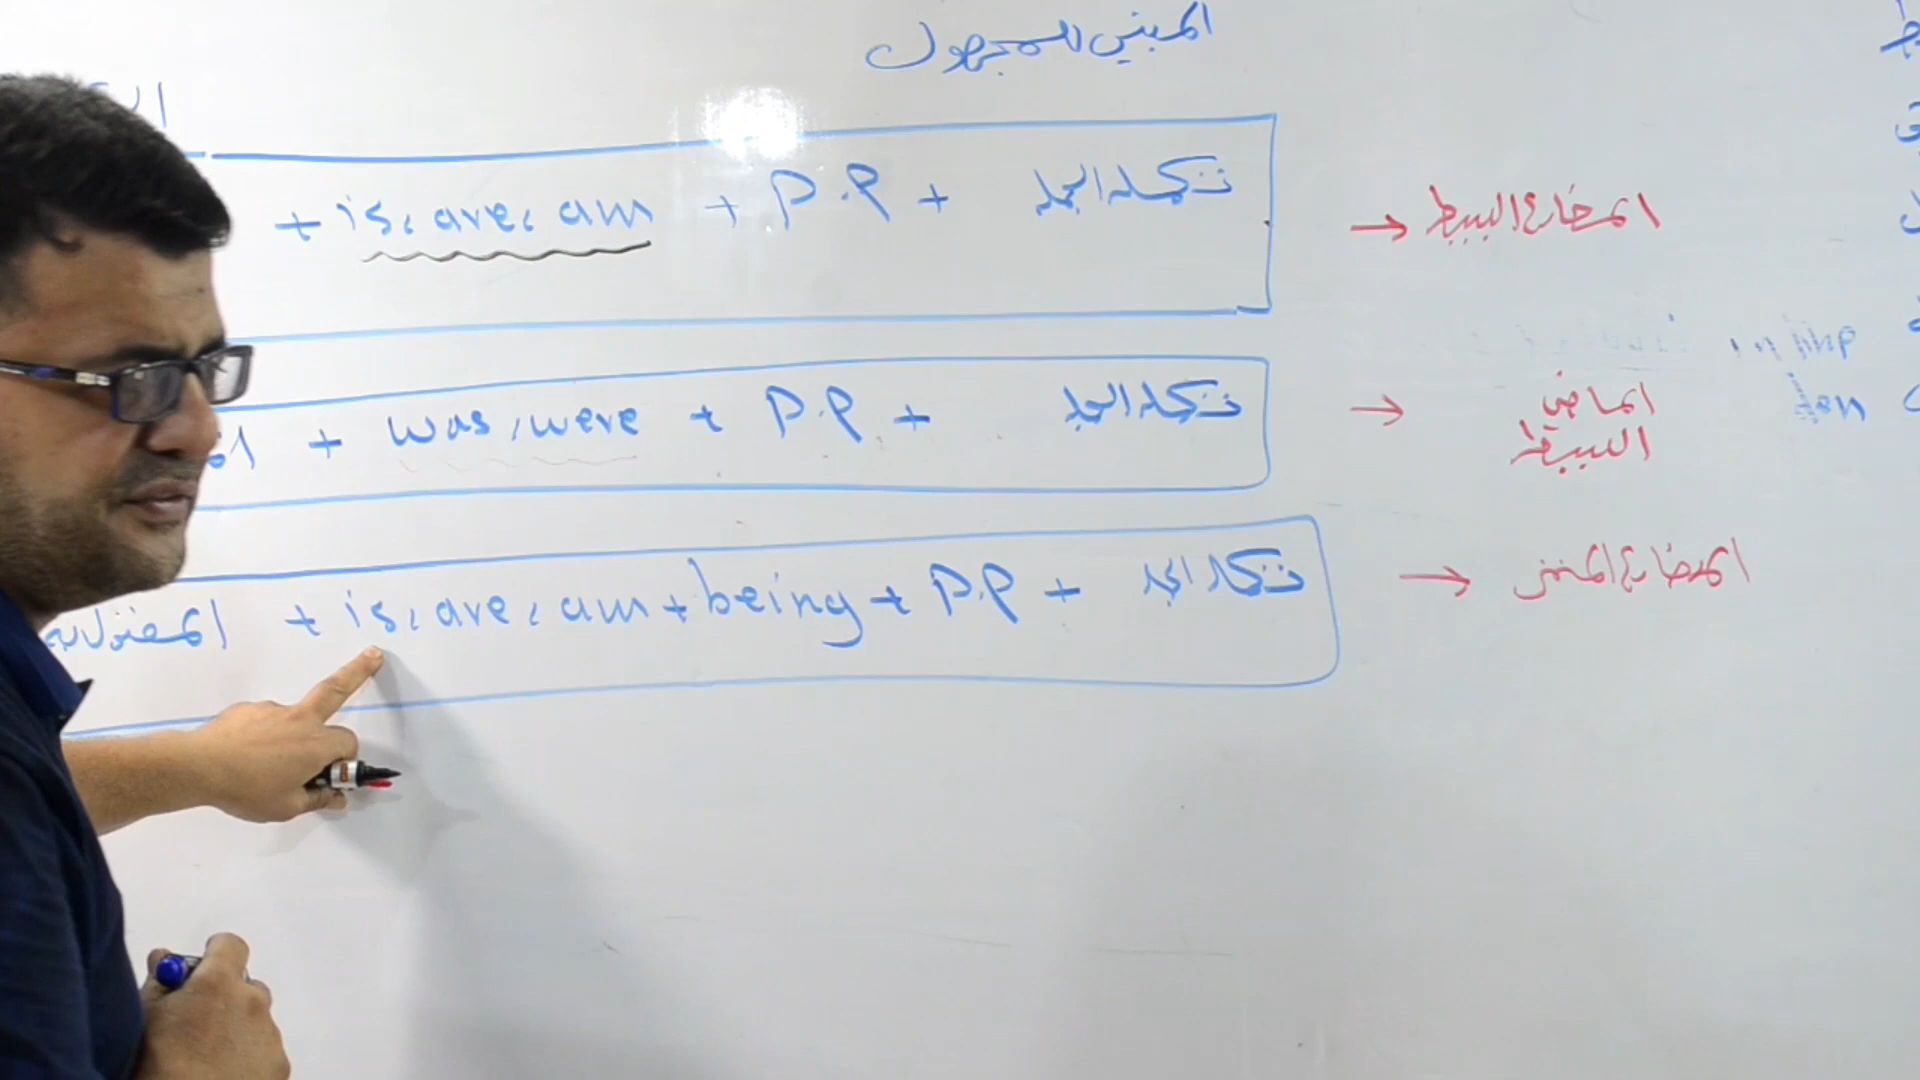 المبني للمجهول
+ is, are, am + P.P + تكملة الجملة → المضارع البسيط
+ was, were + P.P + تكملة الجملة → الماضي البسيط
المفعول به + is, are, am + being + P.P + تكملة الجملة → المضارع المستمر